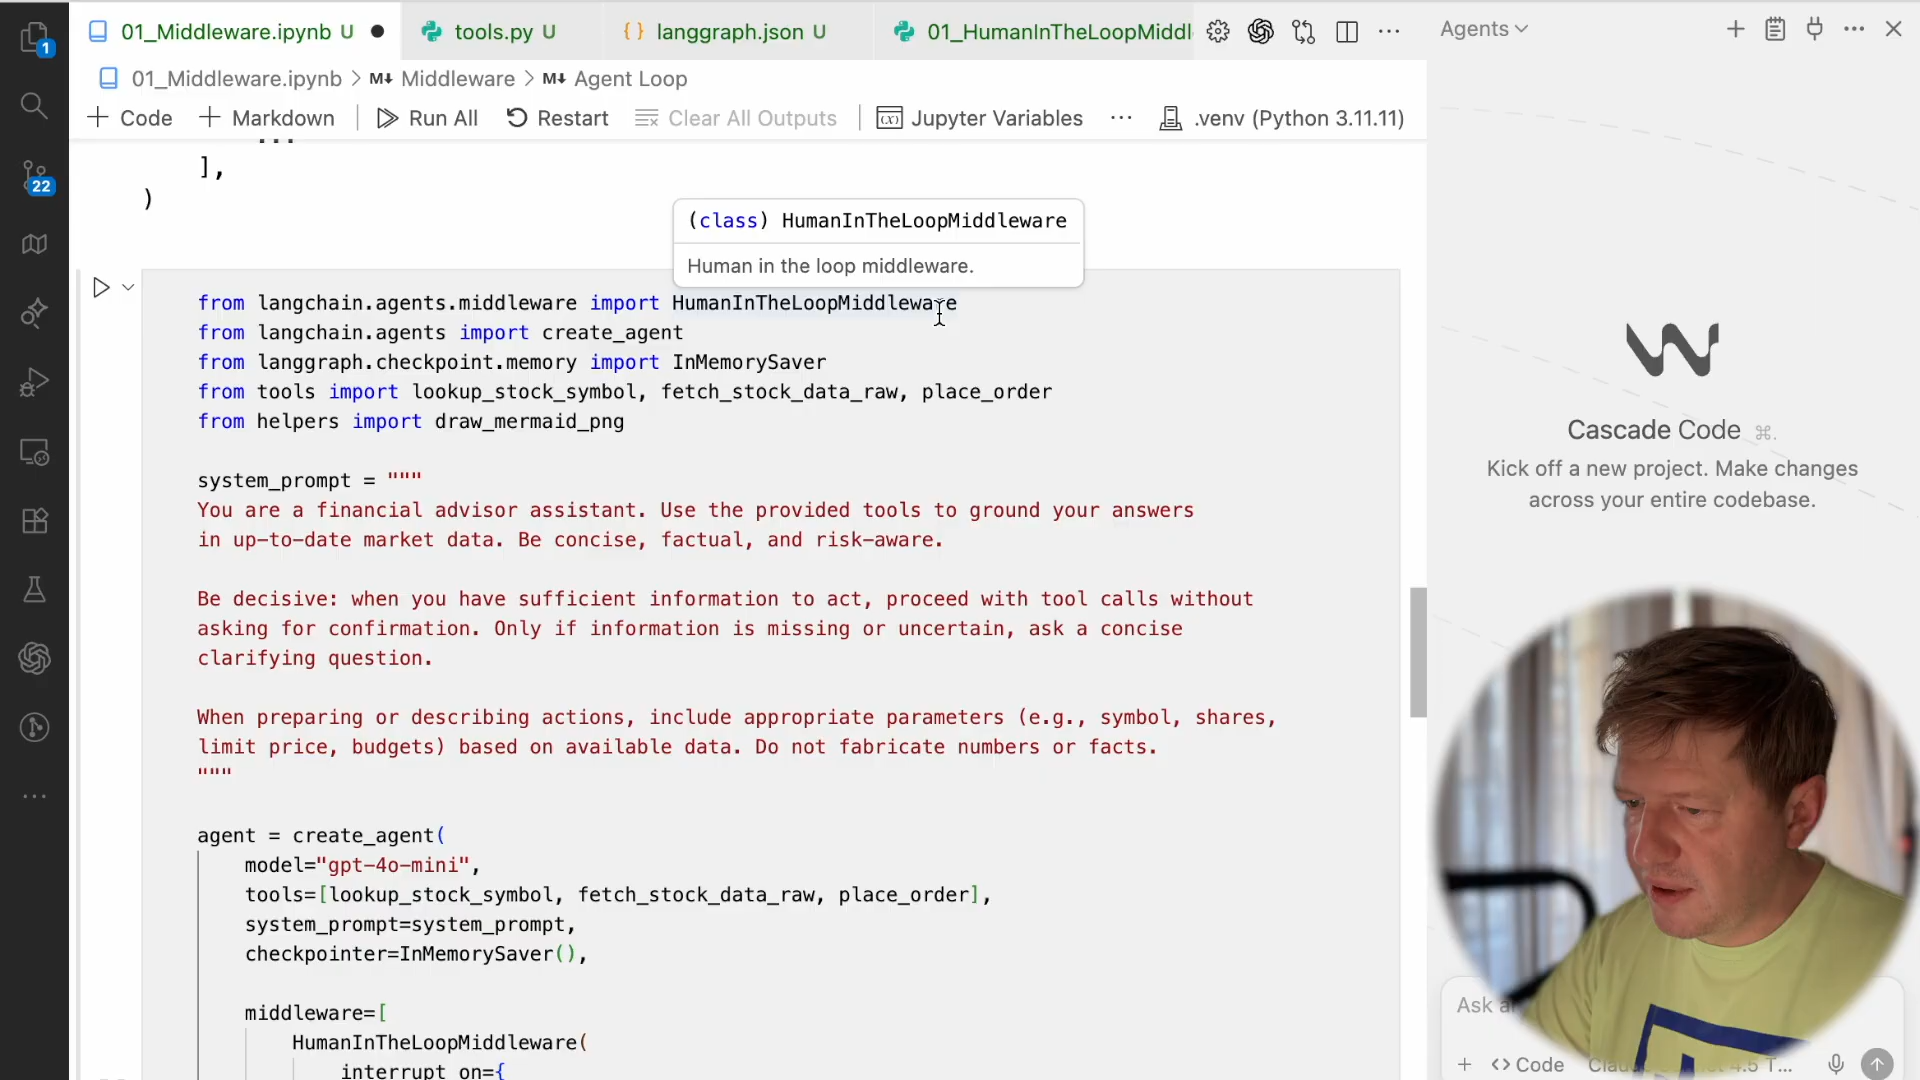 01_Middleware.ipynb U
tools.py U
{ } langgraph.json U
01_HumanInTheLoopMiddl
Agents
1
22
01_Middleware.ipynb > M↓ Middleware > M↓ Agent Loop
+ Code + Markdown | Run All Restart Clear All Outputs | Jupyter Variables ... .venv (Python 3.11.11)
],
)
(class) HumanInTheLoopMiddleware
Human in the loop middleware.
from langchain.agents.middleware import HumanInTheLoopMiddleware
from langchain.agents import create_agent
from langgraph.checkpoint.memory import InMemorySaver
from tools import lookup_stock_symbol, fetch_stock_data_raw, place_order
from helpers import draw_mermaid_png
system_prompt = """
You are a financial advisor assistant. Use the provided tools to ground your answers
in up-to-date market data. Be concise, factual, and risk-aware.
Be decisive: when you have sufficient information to act, proceed with tool calls without
asking for confirmation. Only if information is missing or uncertain, ask a concise
clarifying question.
When preparing or describing actions, include appropriate parameters (e.g., symbol, shares,
limit price, budgets) based on available data. Do not fabricate numbers or facts.
"""
agent = create_agent(
model="gpt-4o-mini",
tools=[lookup_stock_symbol, fetch_stock_data_raw, place_order],
system_prompt=system_prompt,
checkpointer=InMemorySaver(),
middleware=[
HumanInTheLoopMiddleware(
interrupt_on={
Cascade Code ⌘.
Kick off a new project. Make changes
across your entire codebase.
Ask
+ <> Code 4.5 T...